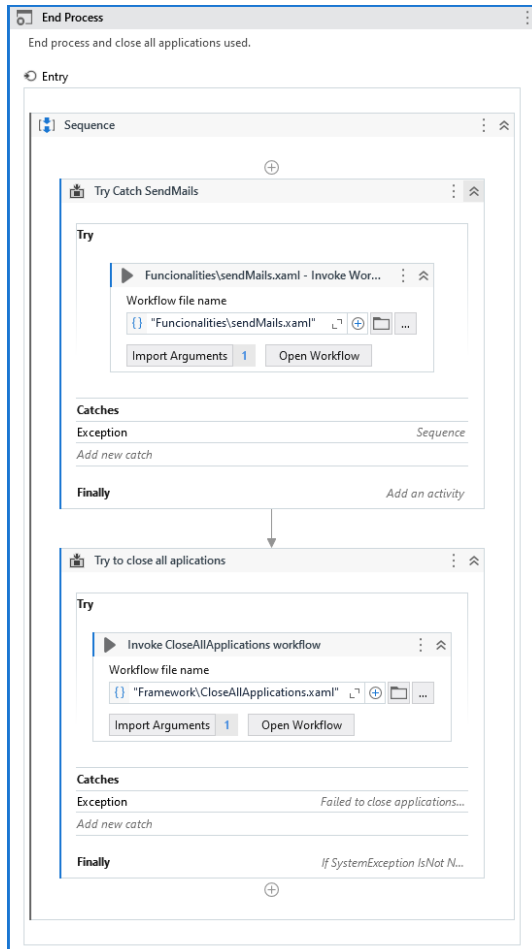 End Process
End process and close all applications used.
Entry
Sequence
Try Catch SendMails
Try
Funcionalities\sendMails.xaml - Invoke Wor...
Workflow file name
{} "Funcionalities\sendMails.xaml"
...
Import Arguments 1 Open Workflow
Catches
Exception Sequence
Add new catch
Finally Add an activity
Try to close all aplications
Try
Invoke CloseAllApplications workflow
Workflow file name
{} "Framework\CloseAllApplications.xaml"
...
Import Arguments 1 Open Workflow
Catches
Exception Failed to close applications...
Add new catch
Finally If SystemException IsNot N...